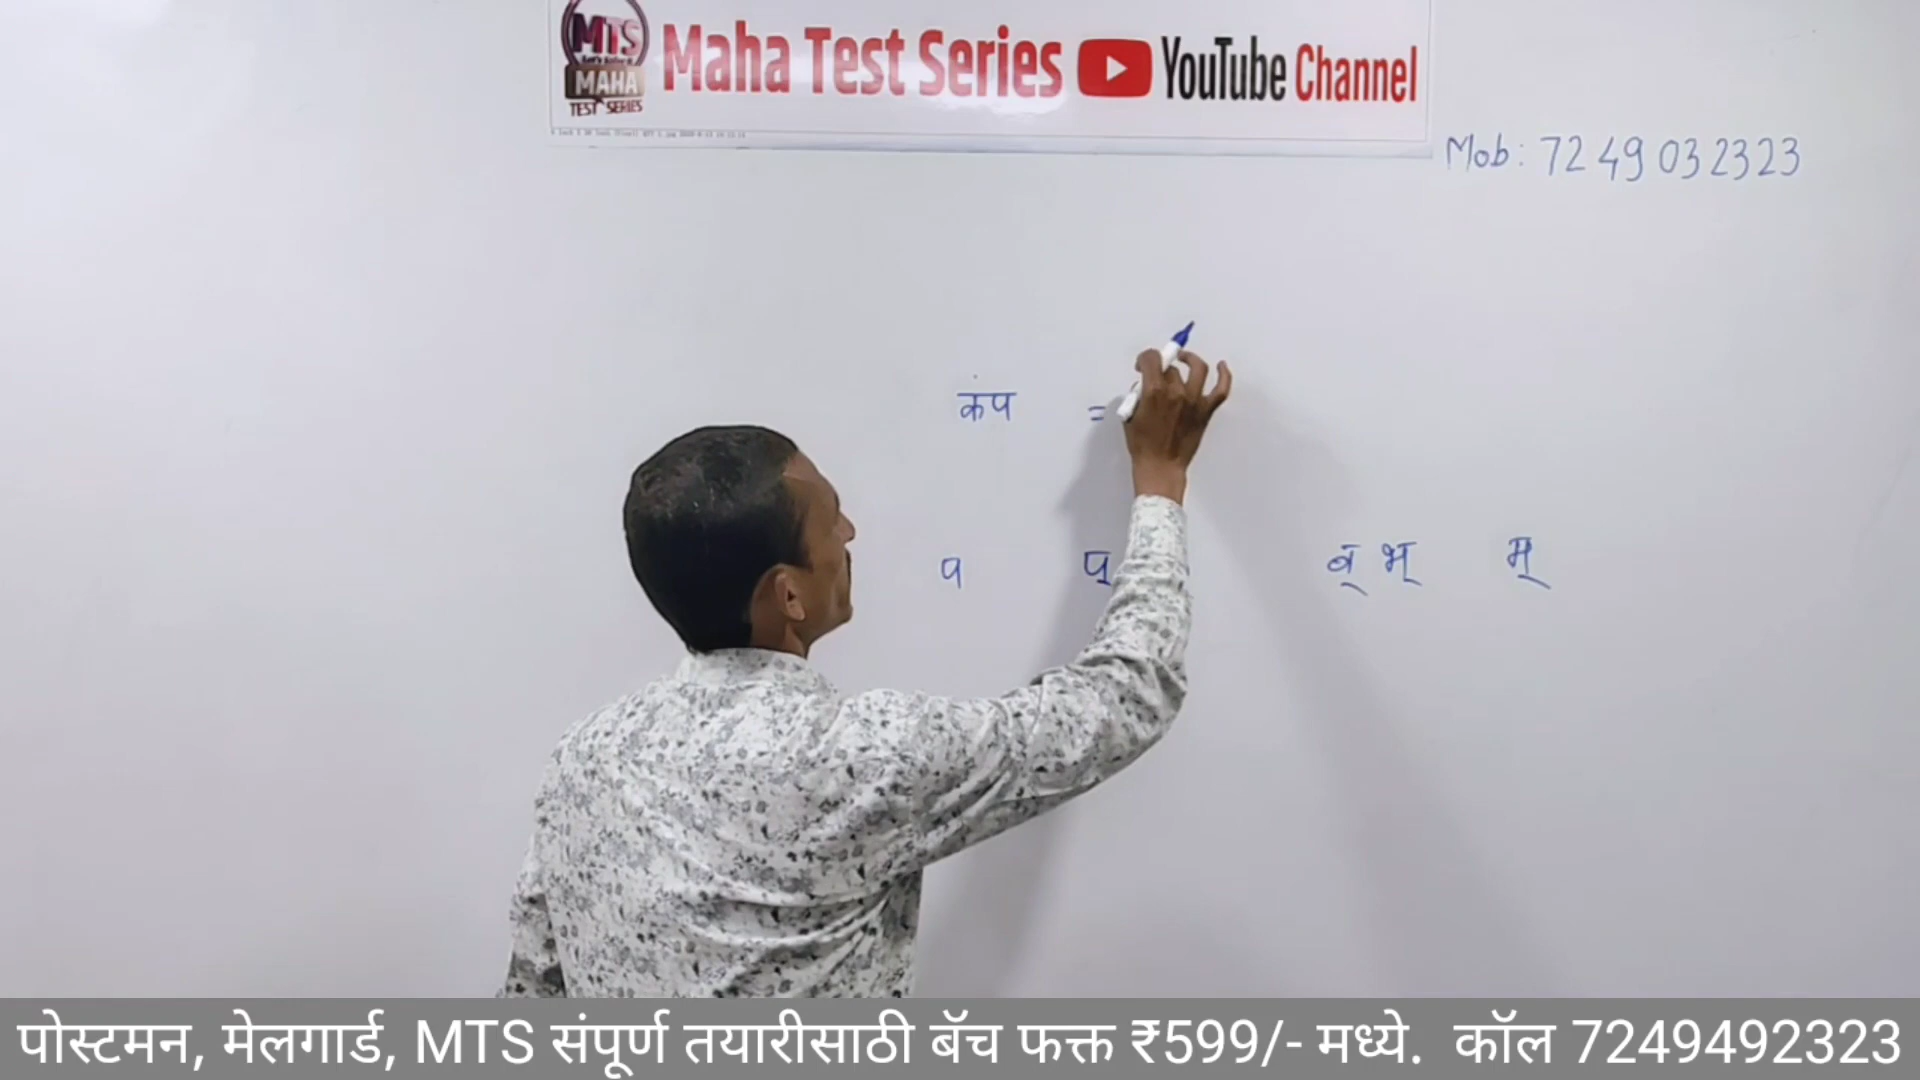 MTS
MAHA
TEST SERIES
Maha Test Series YouTube Channel
Mob: 7249032323
कंप =
प प् ब् भ् म्
पोस्टमन, मेलगार्ड, MTS संपूर्ण तयारीसाठी बॅच फक्त ₹599/- मध्ये. कॉल 7249492323